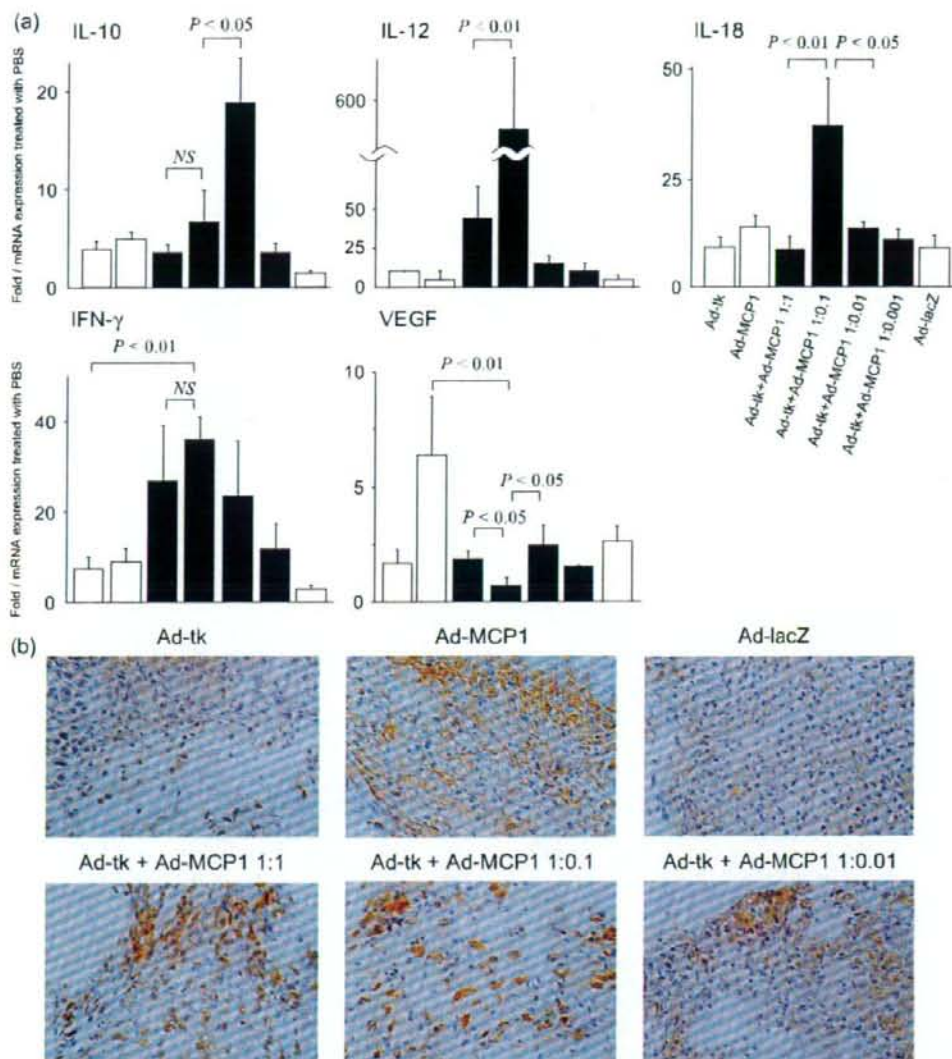 (a)
IL-10
IL-12
IL-18
Fold / mRNA expression treated with PBS
P < 0.05
NS
20
10
0
P < 0.01
600
50
25
0
P < 0.01
P < 0.05
50
25
0
Ad-tk
Ad-MCP1
Ad-tk+Ad-MCP1 1:1
Ad-tk+Ad-MCP1 1:0.1
Ad-tk+Ad-MCP1 1:0.01
Ad-tk+Ad-MCP1 1:0.001
Ad-lacZ
IFN-γ
VEGF
Fold / mRNA expression treated with PBS
P < 0.01
NS
40
20
0
10
5
0
P < 0.01
P < 0.05
P < 0.05
(b)
Ad-tk
Ad-MCP1
Ad-lacZ
Ad-tk + Ad-MCP1 1:1
Ad-tk + Ad-MCP1 1:0.1
Ad-tk + Ad-MCP1 1:0.01